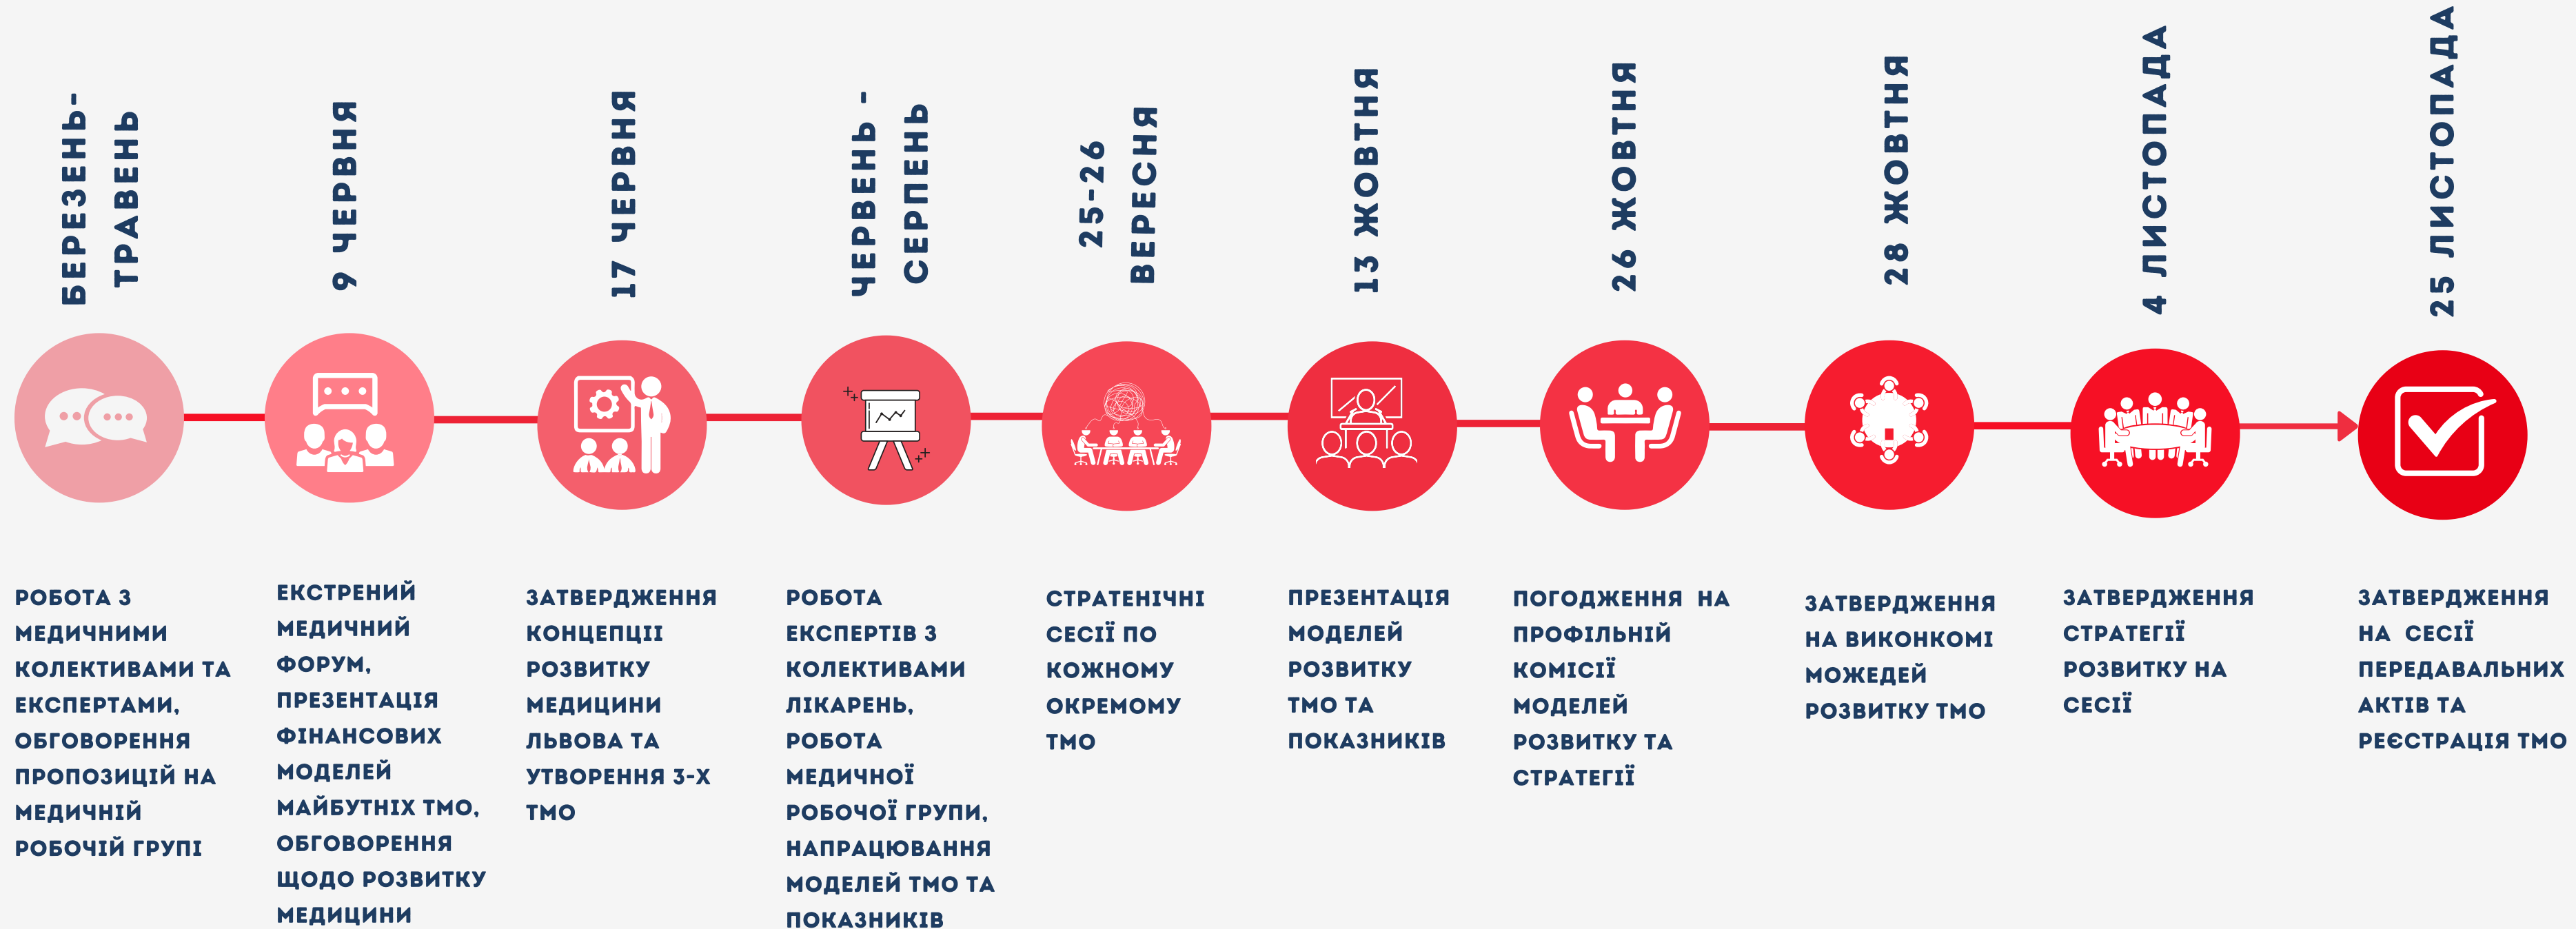 БЕРЕЗЕНЬ-
ТРАВЕНЬ
РОБОТА З
МЕДИЧНИМИ
КОЛЕКТИВАМИ ТА
ЕКСПЕРТАМИ,
ОБГОВОРЕННЯ
ПРОПОЗИЦІЙ НА
МЕДИЧНІЙ
РОБОЧІЙ ГРУПІ
9 ЧЕРВНЯ
ЕКСТРЕНИЙ
МЕДИЧНИЙ
ФОРУМ,
ПРЕЗЕНТАЦІЯ
ФІНАНСОВИХ
МОДЕЛЕЙ
МАЙБУТНІХ ТМО,
ОБГОВОРЕННЯ
ЩОДО РОЗВИТКУ
МЕДИЦИНИ
17 ЧЕРВНЯ
ЗАТВЕРДЖЕННЯ
КОНЦЕПЦІІ
РОЗВИТКУ
МЕДИЦИНИ
ЛЬВОВА ТА
УТВОРЕННЯ 3-Х
ТМО
ЧЕРВЕНЬ -
СЕРПЕНЬ
РОБОТА
ЕКСПЕРТІВ З
КОЛЕКТИВАМИ
ЛІКАРЕНЬ,
РОБОТА
МЕДИЧНОЇ
РОБОЧОЇ ГРУПИ,
НАПРАЦЮВАННЯ
МОДЕЛЕЙ ТМО ТА
ПОКАЗНИКІВ
25-26
ВЕРЕСНЯ
СТРАТЕНІЧНІ
СЕСІЇ ПО
КОЖНОМУ
ОКРЕМОМУ
ТМО
13 ЖОВТНЯ
ПРЕЗЕНТАЦІЯ
МОДЕЛЕЙ
РОЗВИТКУ
ТМО ТА
ПОКАЗНИКІВ
26 ЖОВТНЯ
ПОГОДЖЕННЯ НА
ПРОФІЛЬНІЙ
КОМІСІЇ
МОДЕЛЕЙ
РОЗВИТКУ ТА
СТРАТЕГІЇ
28 ЖОВТНЯ
ЗАТВЕРДЖЕННЯ
НА ВИКОНКОМІ
МОЖЕДЕЙ
РОЗВИТКУ ТМО
4 ЛИСТОПАДА
ЗАТВЕРДЖЕННЯ
СТРАТЕГІЇ
РОЗВИТКУ НА
СЕСІЇ
25 ЛИСТОПАДА
ЗАТВЕРДЖЕННЯ
НА СЕСІЇ
ПЕРЕДАВАЛЬНИХ
АКТІВ ТА
РЕЄСТРАЦІЯ ТМО